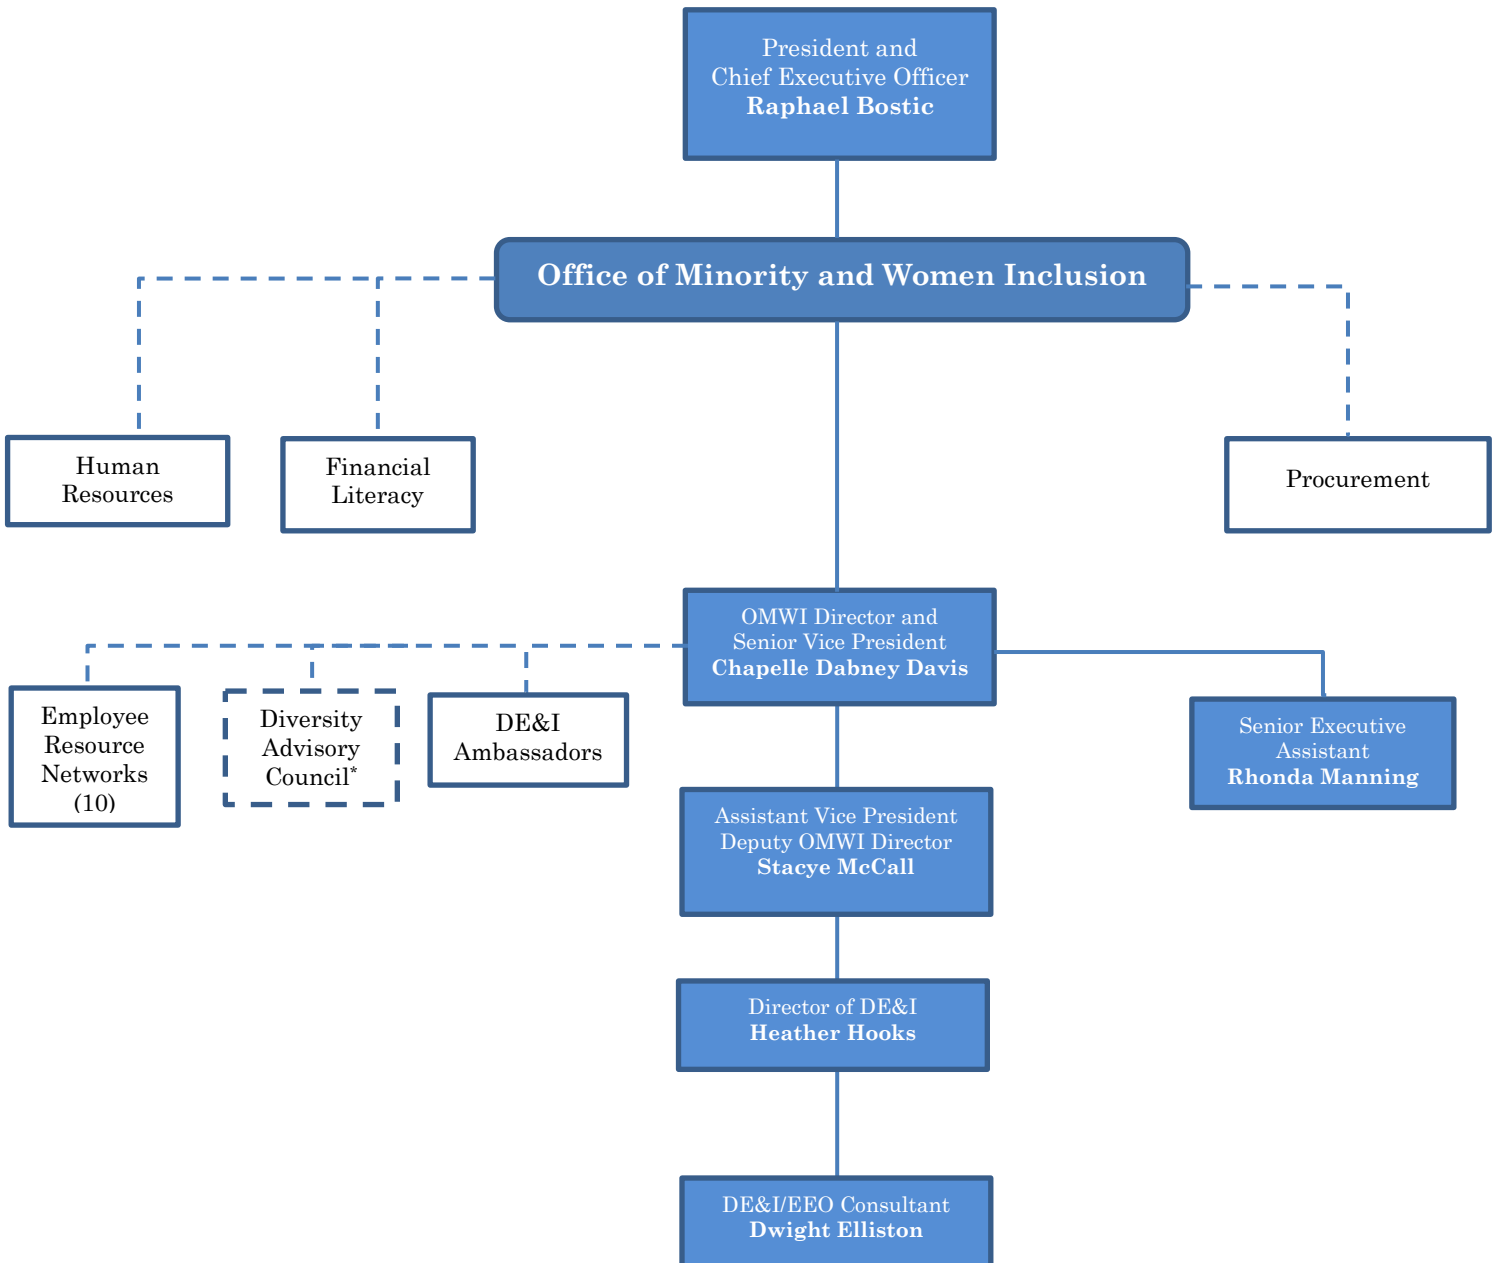 President and
Chief Executive Officer
Raphael Bostic
Office of Minority and Women Inclusion
Human
Resources
Financial
Literacy
Procurement
OMWI Director and
Senior Vice President
Chapelle Dabney Davis
Employee
Resource
Networks
(10)
Diversity
Advisory
Council*
DE&I
Ambassadors
Senior Executive
Assistant
Rhonda Manning
Assistant Vice President
Deputy OMWI Director
Stacye McCall
Director of DE&I
Heather Hooks
DE&I/EEO Consultant
Dwight Elliston